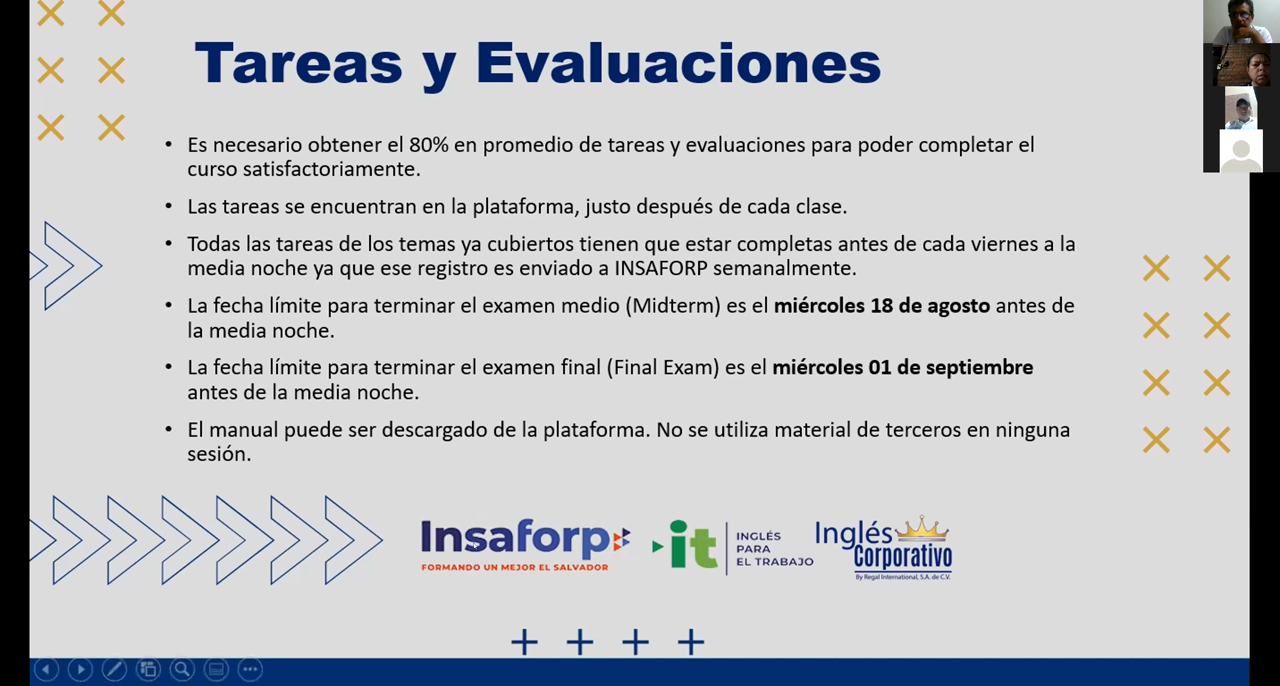 Tareas y Evaluaciones
• Es necesario obtener el 80% en promedio de tareas y evaluaciones para poder completar el
curso satisfactoriamente.
• Las tareas se encuentran en la plataforma, justo después de cada clase.
• Todas las tareas de los temas ya cubiertos tienen que estar completas antes de cada viernes a la
media noche ya que ese registro es enviado a INSAFORP semanalmente.
• La fecha límite para terminar el examen medio (Midterm) es el miércoles 18 de agosto antes de
la media noche.
• La fecha límite para terminar el examen final (Final Exam) es el miércoles 01 de septiembre
antes de la media noche.
• El manual puede ser descargado de la plataforma. No se utiliza material de terceros en ninguna
sesión.
Insaforp
FORMANDO UN MEJOR EL SALVADOR
it
INGLÉS
PARA
EL TRABAJO
Inglés
Corporativo
By Regal International, S.A. de C.V.